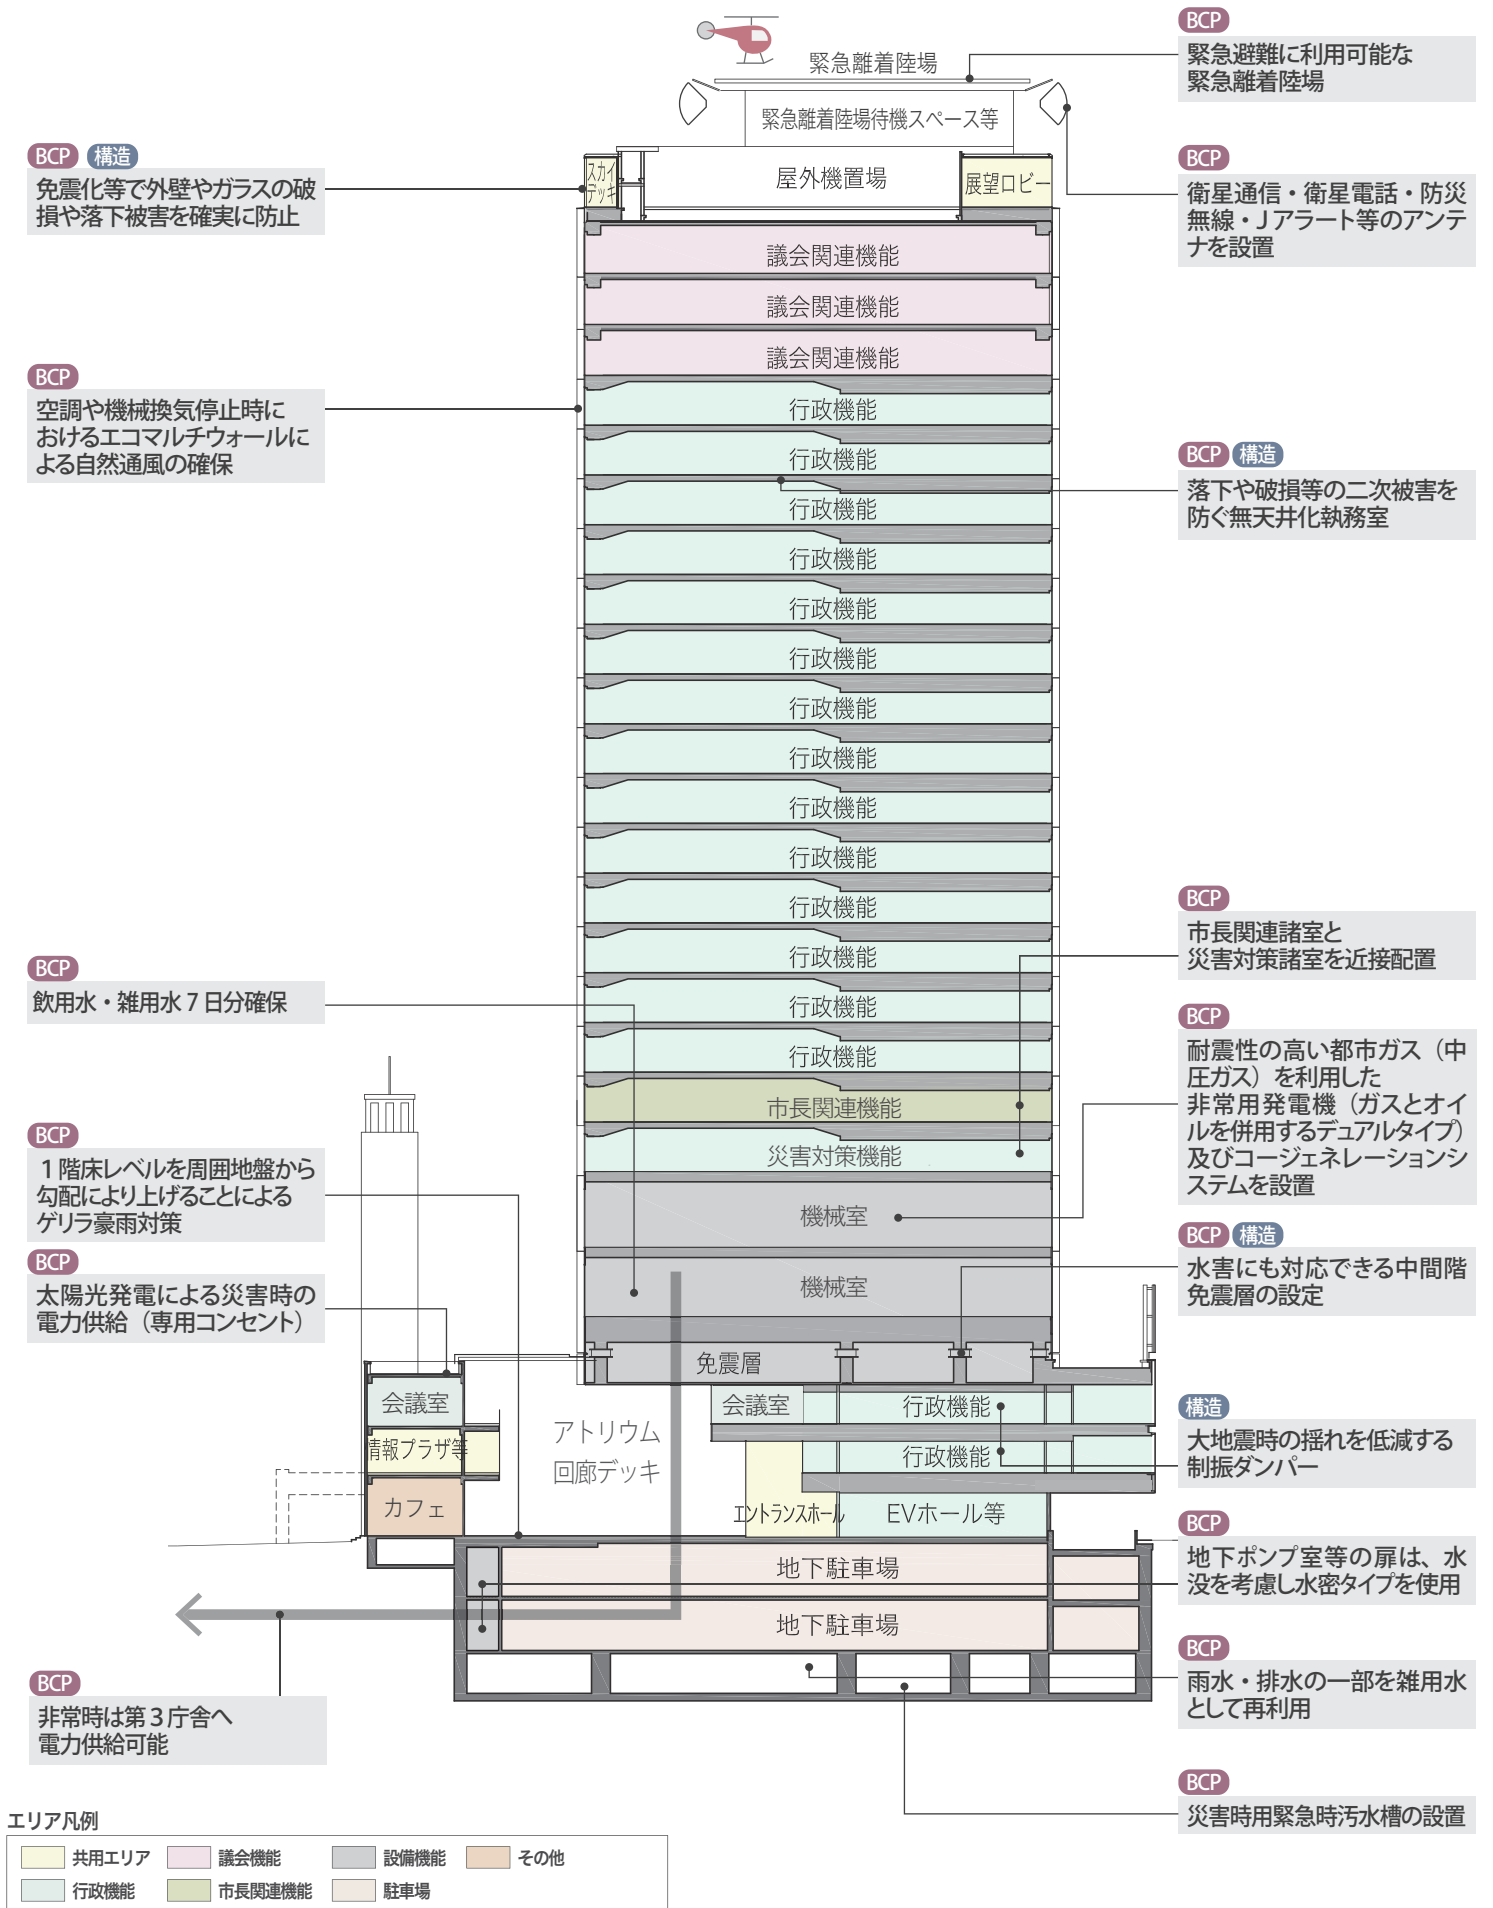 緊急離着陸場
緊急離着陸場待機スペース等
スカイ
デッキ
屋外機置場
展望ロビー
議会関連機能
議会関連機能
議会関連機能
行政機能
行政機能
行政機能
行政機能
行政機能
行政機能
行政機能
行政機能
行政機能
行政機能
行政機能
行政機能
行政機能
行政機能
市長関連機能
災害対策機能
機械室
機械室
免震層
会議室
情報プラザ等
カフェ
アトリウム
回廊デッキ
会議室
行政機能
行政機能
エントランスホール
EVホール等
地下駐車場
地下駐車場
BCP 構造
免震化等で外壁やガラスの破
損や落下被害を確実に防止
BCP
空調や機械換気停止時に
おけるエコマルチウォールに
よる自然通風の確保
BCP
飲用水・雑用水7日分確保
BCP
1階床レベルを周囲地盤から
勾配により上げることによる
ゲリラ豪雨対策
BCP
太陽光発電による災害時の
電力供給（専用コンセント）
BCP
非常時は第3庁舎へ
電力供給可能
BCP
緊急避難に利用可能な
緊急離着陸場
BCP
衛星通信・衛星電話・防災
無線・Jアラート等のアンテ
ナを設置
BCP 構造
落下や破損等の二次被害を
防ぐ無天井化執務室
BCP
市長関連諸室と
災害対策諸室を近接配置
BCP
耐震性の高い都市ガス（中
圧ガス）を利用した
非常用発電機（ガスとオイ
ルを併用するデュアルタイプ）
及びコージェネレーションシ
ステムを設置
BCP 構造
水害にも対応できる中間階
免震層の設定
構造
大地震時の揺れを低減する
制振ダンパー
BCP
地下ポンプ室等の扉は、水
没を考慮し水密タイプを使用
BCP
雨水・排水の一部を雑用水
として再利用
BCP
災害時用緊急時汚水槽の設置
エリア凡例
共用エリア 議会機能 設備機能 その他
行政機能 市長関連機能 駐車場